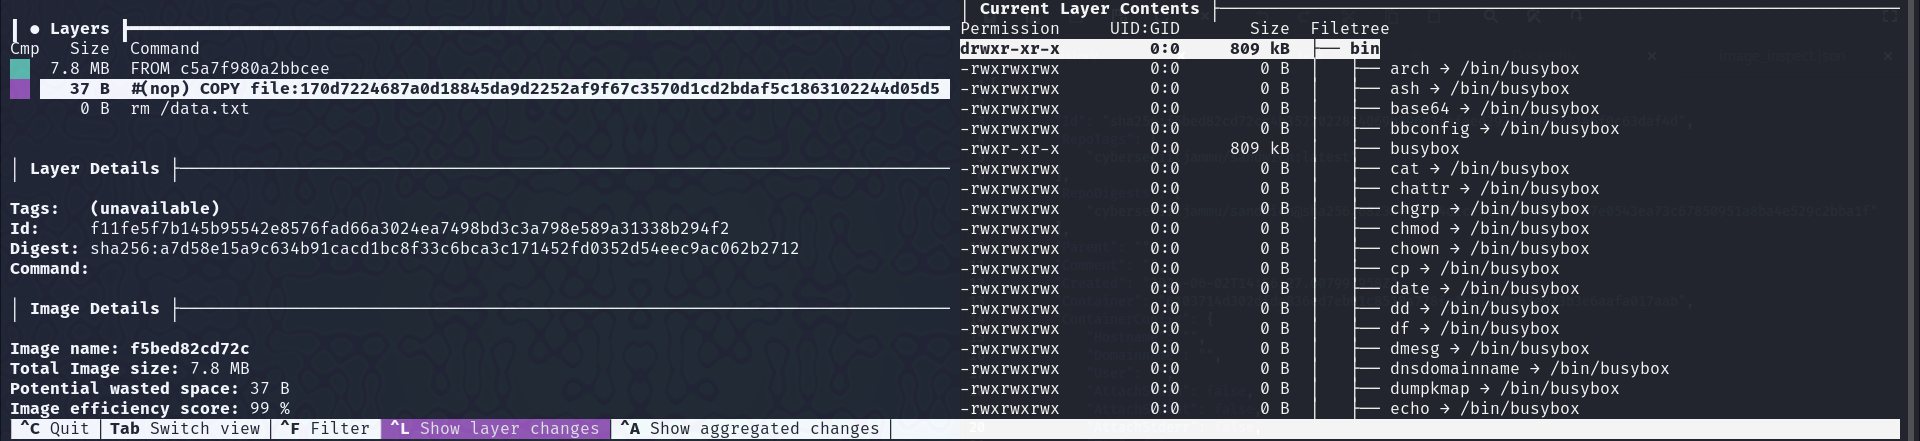 ● Layers
Cmp Size Command
7.8 MB FROM c5a7f980a2bbcee
37 B #(nop) COPY file:170d7224687a0d18845da9d2252af9f67c3570d1cd2bdaf5c1863102244d05d5
0 B rm /data.txt
Layer Details
Tags: (unavailable)
Id: f11fe5f7b145b95542e8576fad66a3024ea7498bd3c3a798e589a31338b294f2
Digest: sha256:a7d58e15a9c634b91cacd1bc8f33c6bca3c171452fd0352d54eec9ac062b2712
Command:
Image Details
Image name: f5bed82cd72c
Total Image size: 7.8 MB
Potential wasted space: 37 B
Image efficiency score: 99 %
Current Layer Contents
Permission UID:GID Size Filetree
drwxr-xr-x 0:0 809 kB ├── bin
-rwxrwxrwx 0:0 0 B │ ├── arch → /bin/busybox
-rwxrwxrwx 0:0 0 B │ ├── ash → /bin/busybox
-rwxrwxrwx 0:0 0 B │ ├── base64 → /bin/busybox
-rwxrwxrwx 0:0 0 B │ ├── bbconfig → /bin/busybox
-rwxr-xr-x 0:0 809 kB │ ├── busybox
-rwxrwxrwx 0:0 0 B │ ├── cat → /bin/busybox
-rwxrwxrwx 0:0 0 B │ ├── chattr → /bin/busybox
-rwxrwxrwx 0:0 0 B │ ├── chgrp → /bin/busybox
-rwxrwxrwx 0:0 0 B │ ├── chmod → /bin/busybox
-rwxrwxrwx 0:0 0 B │ ├── chown → /bin/busybox
-rwxrwxrwx 0:0 0 B │ ├── cp → /bin/busybox
-rwxrwxrwx 0:0 0 B │ ├── date → /bin/busybox
-rwxrwxrwx 0:0 0 B │ ├── dd → /bin/busybox
-rwxrwxrwx 0:0 0 B │ ├── df → /bin/busybox
-rwxrwxrwx 0:0 0 B │ ├── dmesg → /bin/busybox
-rwxrwxrwx 0:0 0 B │ ├── dnsdomainname → /bin/busybox
-rwxrwxrwx 0:0 0 B │ ├── dumpkmap → /bin/busybox
-rwxrwxrwx 0:0 0 B │ ├── echo → /bin/busybox
^C Quit Tab Switch view ^F Filter ^L Show layer changes ^A Show aggregated changes